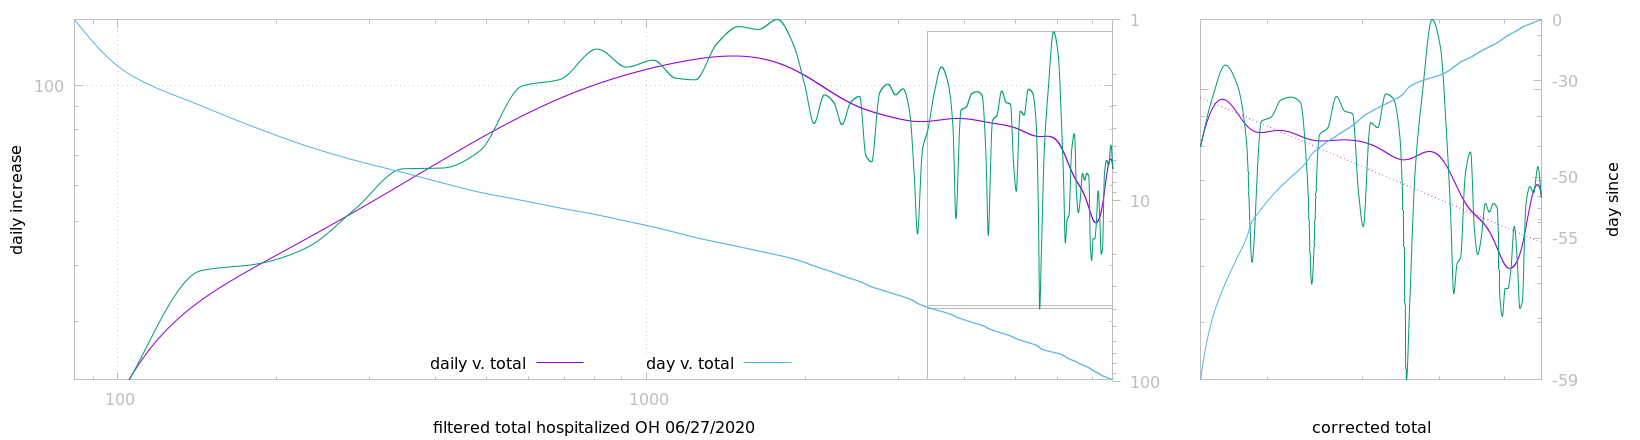 1
0
100
-30
daily increase
-50
10
day since
-55
daily v. total
day v. total
100
-59
100
1000
filtered total hospitalized OH 06/27/2020
corrected total